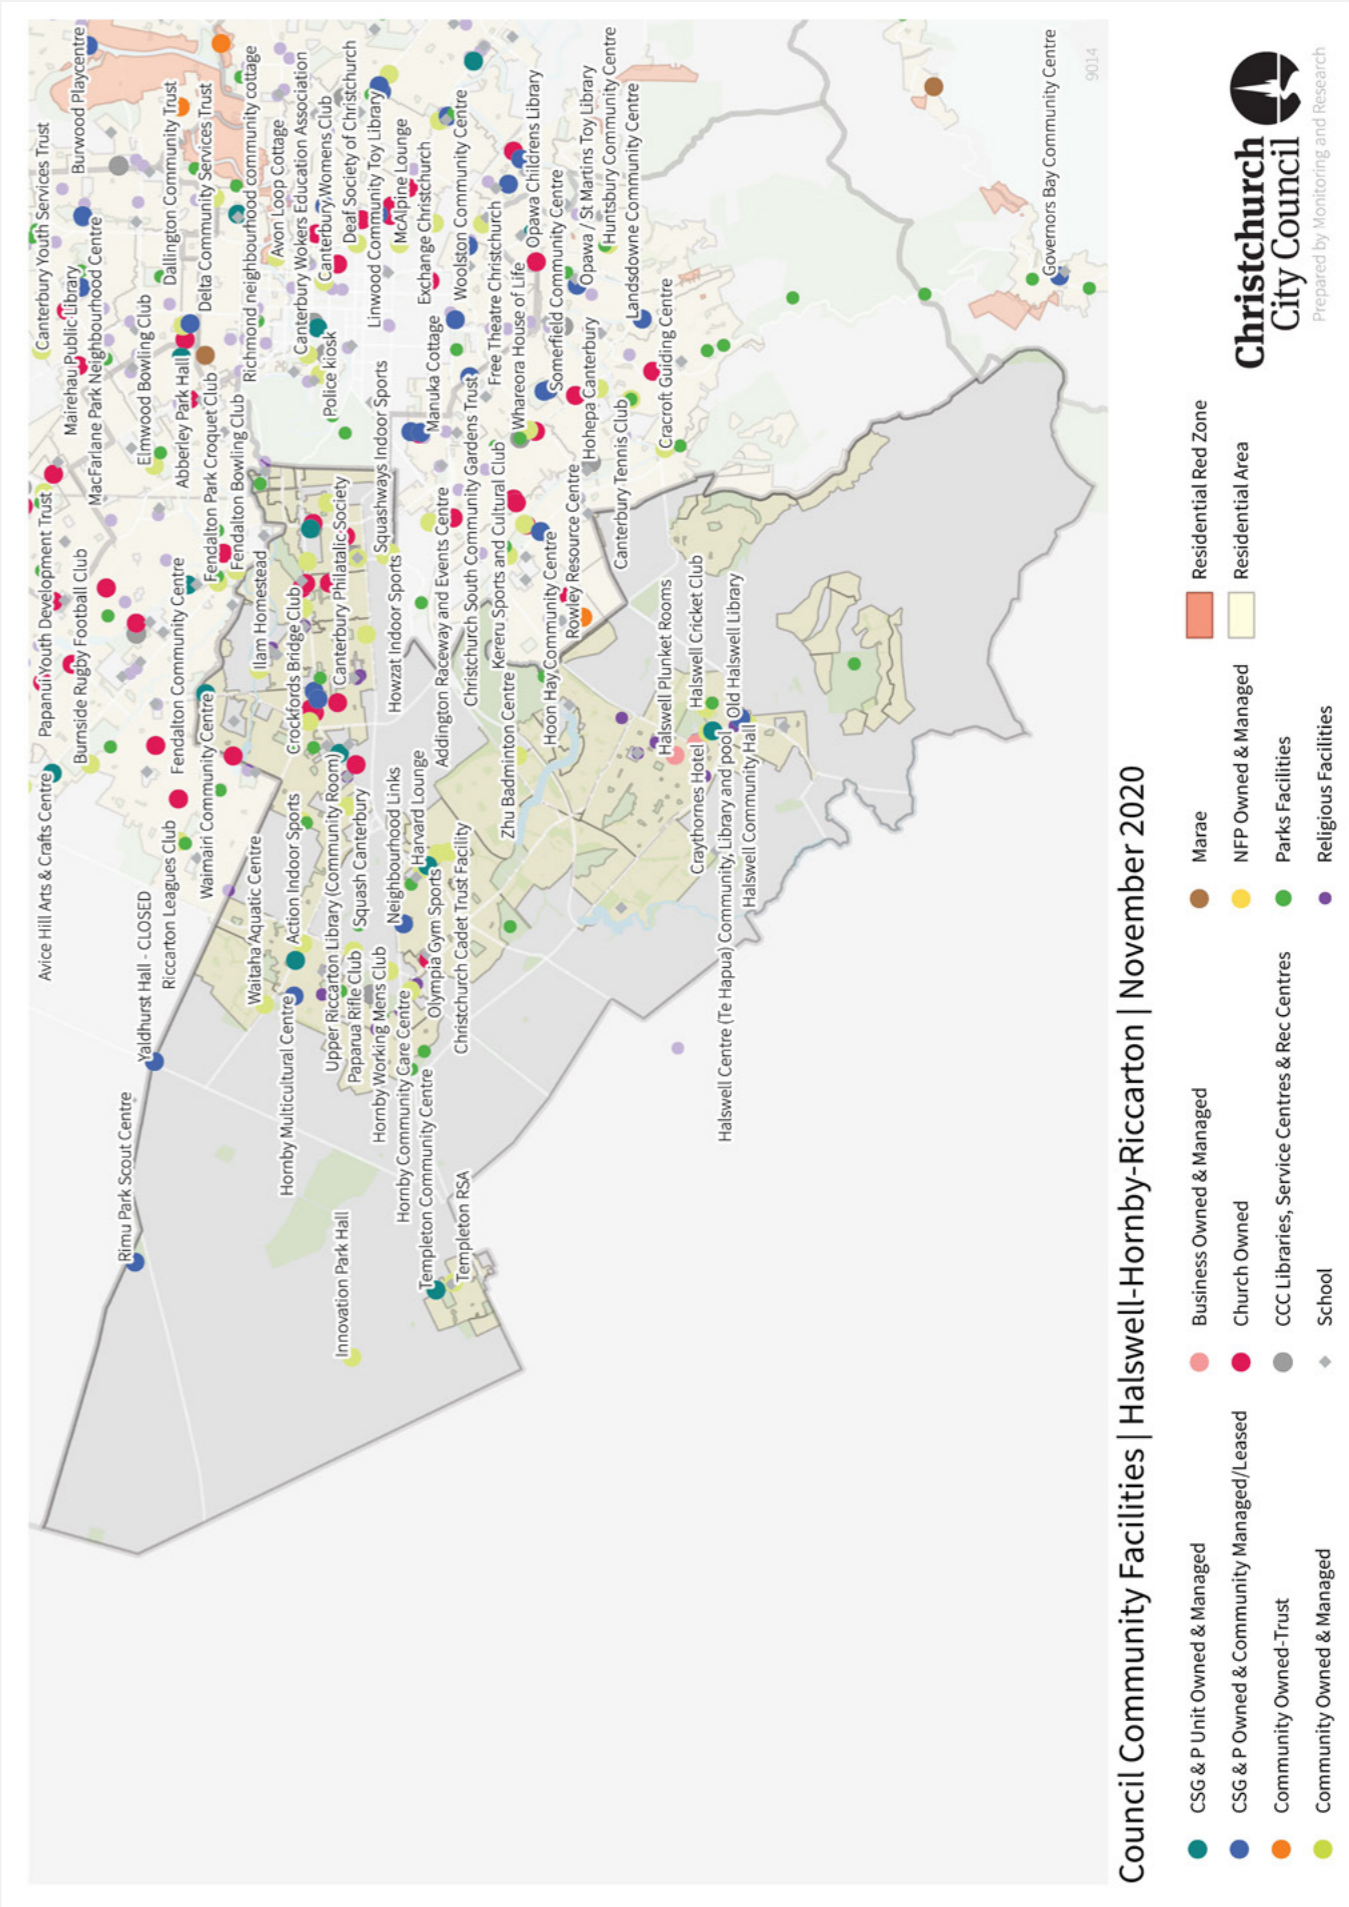 Canterbury Youth Services Trust
Burwood Playcentre
Mairehau Public Library
MacFarlane Park Neighbourhood Centre
Dallington Community Trust
Delta Community Services Trust
Richmond neighbourhood community cottage
Avon Loop Cottage
Canterbury Workers Education Association
Canterbury Womens Club
Deaf Society of Christchurch
Linwood Community Toy Library
McAlpine Lounge
Exchange Christchurch
Woolston Community Centre
Free Theatre Christchurch
Opawa Childrens Library
Whareora House of Life
Somerfield Community Centre
Opawa / St Martins Toy Library
Huntsbury Community Centre
Landsdowne Community Centre
Governors Bay Community Centre
9014
Elmwood Bowling Club
Abberley Park Hall
Fendalton Park Croquet Club
Fendalton Bowling Club
Police kiosk
Squashways Indoor Sports
Manuka Cottage
Christchurch South Community Gardens Trust
Kereru Sports and Cultural Club
Hohepa Canterbury
Canterbury Tennis Club
Cracroft Guiding Centre
Papanui Youth Development Trust
Burnside Rugby Football Club
Fendalton Community Centre
Waimairi Community Centre
Ilam Homestead
Crockfords Bridge Club
Canterbury Philatalic Society
Howzat Indoor Sports
Addington Raceway and Events Centre
Hoon Hay Community Centre
Rowley Resource Centre
Avice Hill Arts & Crafts Centre
Yaldhurst Hall - CLOSED
Riccarton Leagues Club
Waitaha Aquatic Centre
Action Indoor Sports
Upper Riccarton Library (Community Room)
Squash Canterbury
Neighbourhood Links
Harvard Lounge
Zhu Badminton Centre
Halswell Plunket Rooms
Halswell Cricket Club
Old Halswell Library
Craythornes Hotel
Halswell Centre (Te Hapua) Community, Library and pool
Halswell Community Hall
Rimu Park Scout Centre
Hornby Multicultural Centre
Paparua Rifle Club
Hornby Working Mens Club
Hornby Community Care Centre
Olympia Gym Sports
Christchurch Cadet Trust Facility
Templeton Community Centre
Templeton RSA
Innovation Park Hall
Council Community Facilities | Halswell-Hornby-Riccarton | November 2020
CSG & P Unit Owned & Managed
CSG & P Owned & Community Managed/Leased
Community Owned-Trust
Community Owned & Managed
Business Owned & Managed
Church Owned
CCC Libraries, Service Centres & Rec Centres
School
Marae
NFP Owned & Managed
Parks Facilities
Religious Facilities
Residential Red Zone
Residential Area
Christchurch
City Council
Prepared by Monitoring and Research